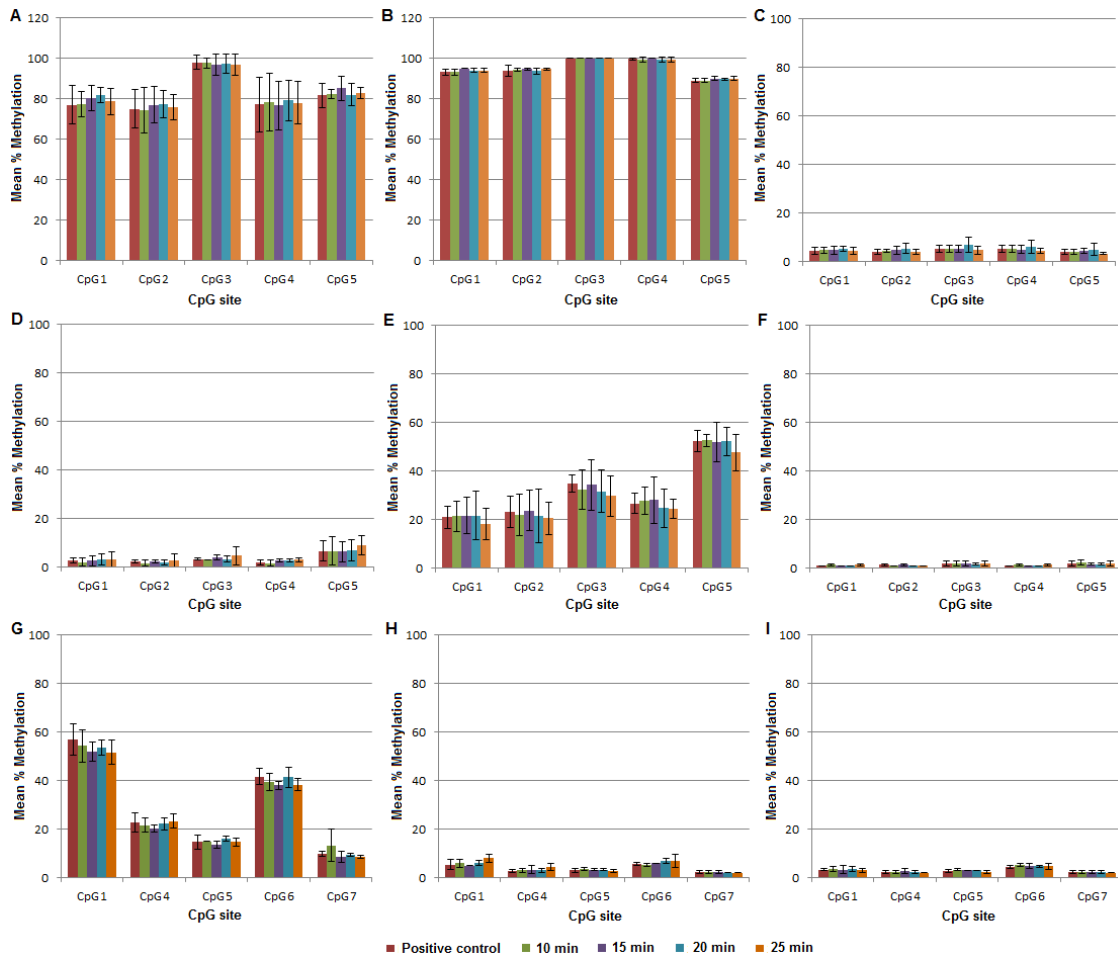 A
Mean % Methylation
120
100
80
60
40
20
0
CpG1 CpG2 CpG3 CpG4 CpG5
CpG site
B
Mean % Methylation
120
100
80
60
40
20
0
CpG1 CpG2 CpG3 CpG4 CpG5
CpG site
C
Mean % Methylation
100
80
60
40
20
0
CpG1 CpG2 CpG3 CpG4 CpG5
CpG site
D
Mean % Methylation
100
80
60
40
20
0
CpG1 CpG2 CpG3 CpG4 CpG5
CpG site
E
Mean % Methylation
100
80
60
40
20
0
CpG1 CpG2 CpG3 CpG4 CpG5
CpG site
F
Mean % Methylation
100
80
60
40
20
0
CpG1 CpG2 CpG3 CpG4 CpG5
CpG site
G
Mean % Methylation
100
80
60
40
20
0
CpG1 CpG4 CpG5 CpG6 CpG7
CpG site
H
Mean % Methylation
100
80
60
40
20
0
CpG1 CpG4 CpG5 CpG6 CpG7
CpG site
I
Mean % Methylation
100
80
60
40
20
0
CpG1 CpG4 CpG5 CpG6 CpG7
CpG site
Positive control 10 min 15 min 20 min 25 min